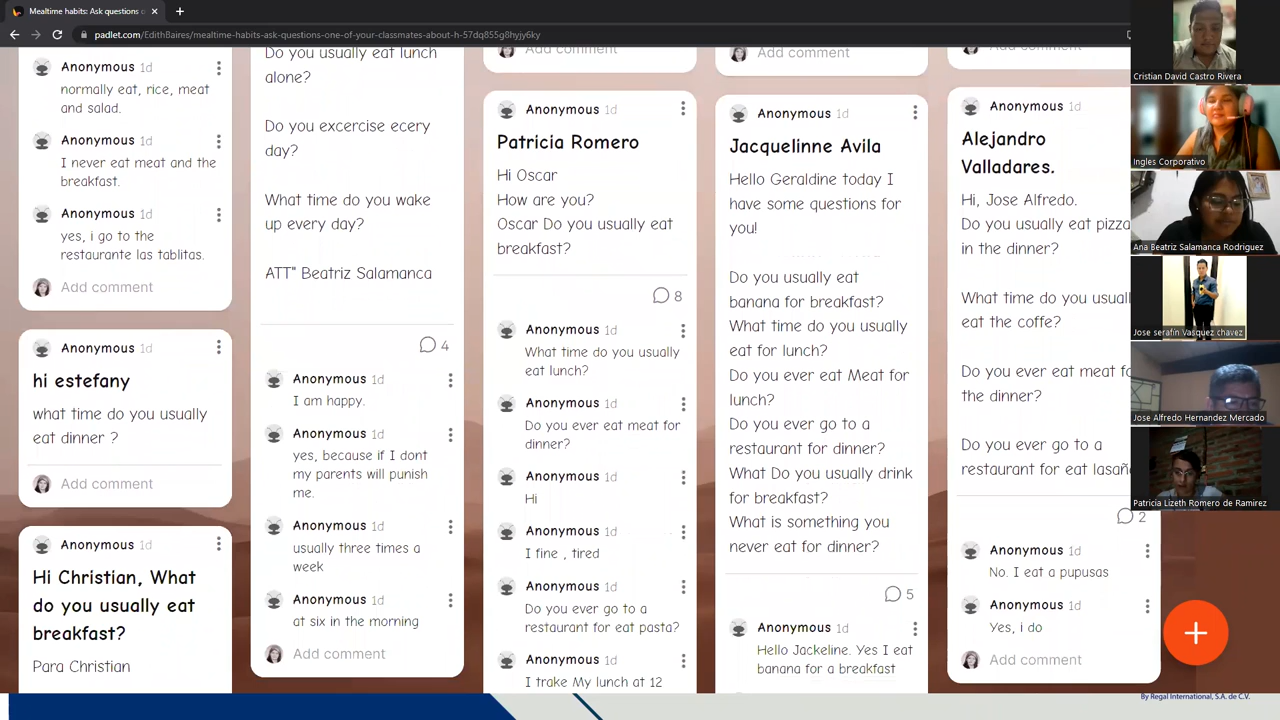 Mealtime habits: Ask questions o
padlet.com/EdithBaires/mealtime-habits-ask-questions-one-of-your-classmates-about-h-57dq855g8hyjy6ky
Anonymous 1d
normally eat, rice, meat
and salad.
Anonymous 1d
I never eat meat and the
breakfast.
Anonymous 1d
yes, i go to the
restaurante las tablitas.
Add comment
Anonymous 1d
hi estefany
what time do you usually
eat dinner ?
Add comment
Anonymous 1d
Hi Christian, What
do you usually eat
breakfast?
Para Christian
Do you usually eat lunch
alone?
Do you excercise ecery
day?
What time do you wake
up every day?
ATT" Beatriz Salamanca
4
Anonymous 1d
I am happy.
Anonymous 1d
yes, because if I dont
my parents will punish
me.
Anonymous 1d
usually three times a
week
Anonymous 1d
at six in the morning
Add comment
Add comment
Anonymous 1d
Patricia Romero
Hi Oscar
How are you?
Oscar Do you usually eat
breakfast?
8
Anonymous 1d
What time do you usually
eat lunch?
Anonymous 1d
Do you ever eat meat for
dinner?
Anonymous 1d
Hi
Anonymous 1d
I fine , tired
Anonymous 1d
Do you ever go to a
restaurant for eat pasta?
Anonymous 1d
I trake My lunch at 12
Add comment
Anonymous 1d
Jacquelinne Avila
Hello Geraldine today I
have some questions for
you!
Do you usually eat
banana for breakfast?
What time do you usually
eat for lunch?
Do you ever eat Meat for
lunch?
Do you ever go to a
restaurant for dinner?
What Do you usually drink
for breakfast?
What is something you
never eat for dinner?
5
Anonymous 1d
Hello Jackeline. Yes I eat
banana for a breakfast
Add comment
Anonymous 1d
Alejandro
Valladares.
Hi, Jose Alfredo.
Do you usually eat pizza
in the dinner?
What time do you usuall
eat the coffe?
Do you ever eat meat fo
the dinner?
Do you ever go to a
restaurant for eat lasañ
2
Anonymous 1d
No. I eat a pupusas
Anonymous 1d
Yes, i do
Add comment
Cristian David Castro Rivera
Ingles Corporativo
Ana Beatriz Salamanca Rodriguez
Jose serafín Vasquez chavez
Jose Alfredo Hernandez Mercado
Patricia Lizeth Romero de Ramirez
By Regal International, S.A. de C.V.